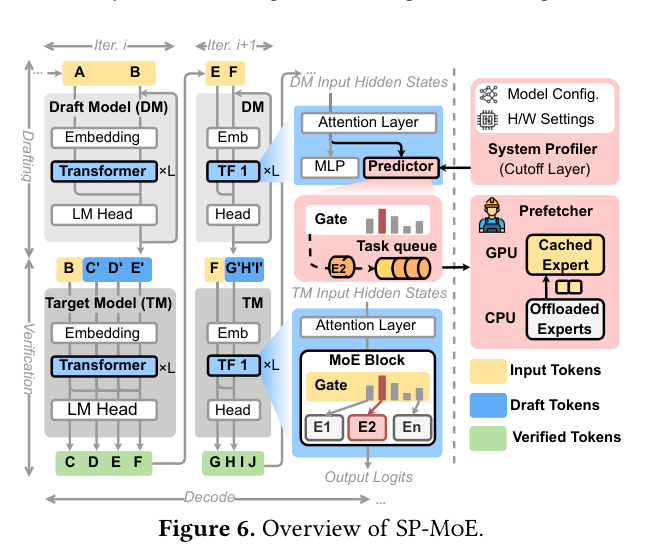 Iter. i
Iter. i+1
... A B
E F
...
DM Input Hidden States
Drafting
Draft Model (DM)
DM
Embedding
Emb
Transformer ×L
TF 1 ×L
LM Head
Head
Attention Layer
MLP
Predictor
Model Config.
H/W Settings
System Profiler
(Cutoff Layer)
Gate
Task queue
E2
Prefetcher
GPU
Cached
Expert
CPU
Offloaded
Experts
B C' D' E'
F G'H'I'
TM Input Hidden States
Verification
Target Model (TM)
TM
Embedding
Emb
Transformer ×L
TF 1 ×L
LM Head
Head
Attention Layer
MoE Block
Gate
E1 E2 En
Input Tokens
Draft Tokens
Verified Tokens
C D E F
G H I J
Output Logits
Decode
...
Figure 6. Overview of SP-MoE.